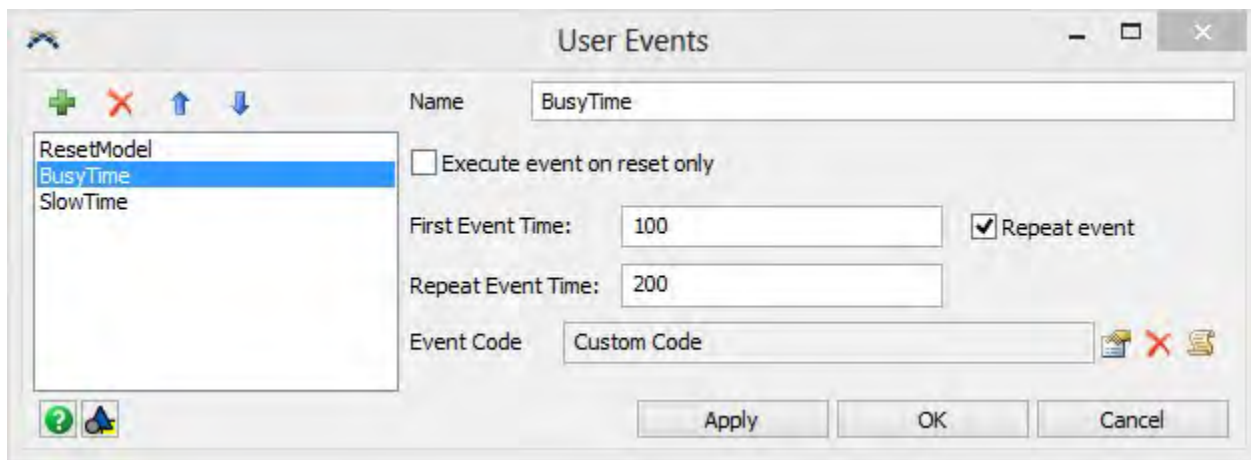 User Events
Name BusyTime
ResetModel
BusyTime
SlowTime
Execute event on reset only
First Event Time: 100 Repeat event
Repeat Event Time: 200
Event Code Custom Code
Apply OK Cancel